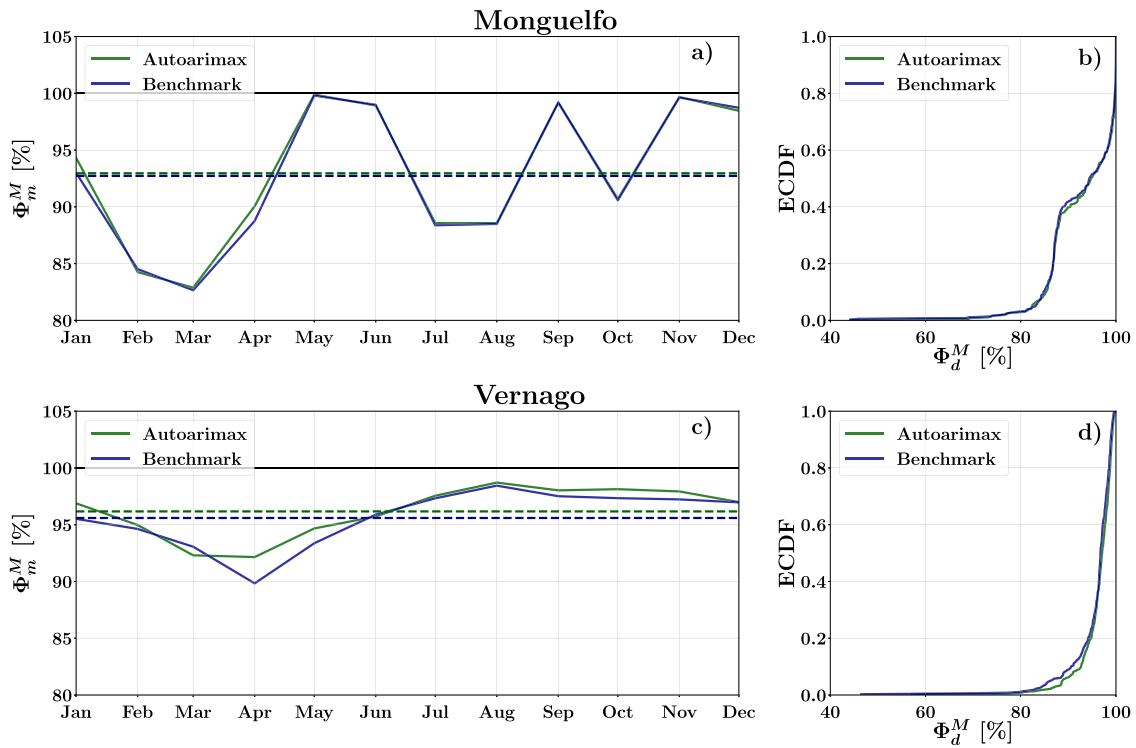 Monguelfo
105
100
95
90
85
80
Φ_m^M [%]
Autoarimax
Benchmark
a)
Jan Feb Mar Apr May Jun Jul Aug Sep Oct Nov Dec
1.0
0.8
0.6
0.4
0.2
0.0
ECDF
Autoarimax
Benchmark
b)
40 60 80 100
Φ_d^M [%]
Vernago
105
100
95
90
85
80
Φ_m^M [%]
Autoarimax
Benchmark
c)
Jan Feb Mar Apr May Jun Jul Aug Sep Oct Nov Dec
1.0
0.8
0.6
0.4
0.2
0.0
ECDF
Autoarimax
Benchmark
d)
40 60 80 100
Φ_d^M [%]